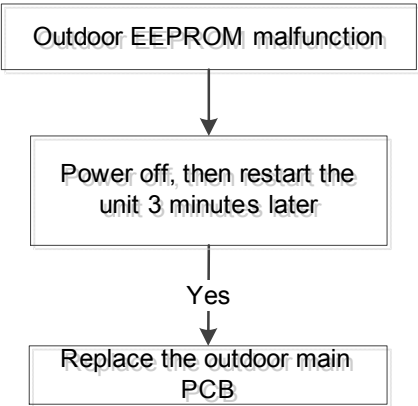 Outdoor EEPROM malfunction
Power off, then restart the
unit 3 minutes later
Yes
Replace the outdoor main
PCB